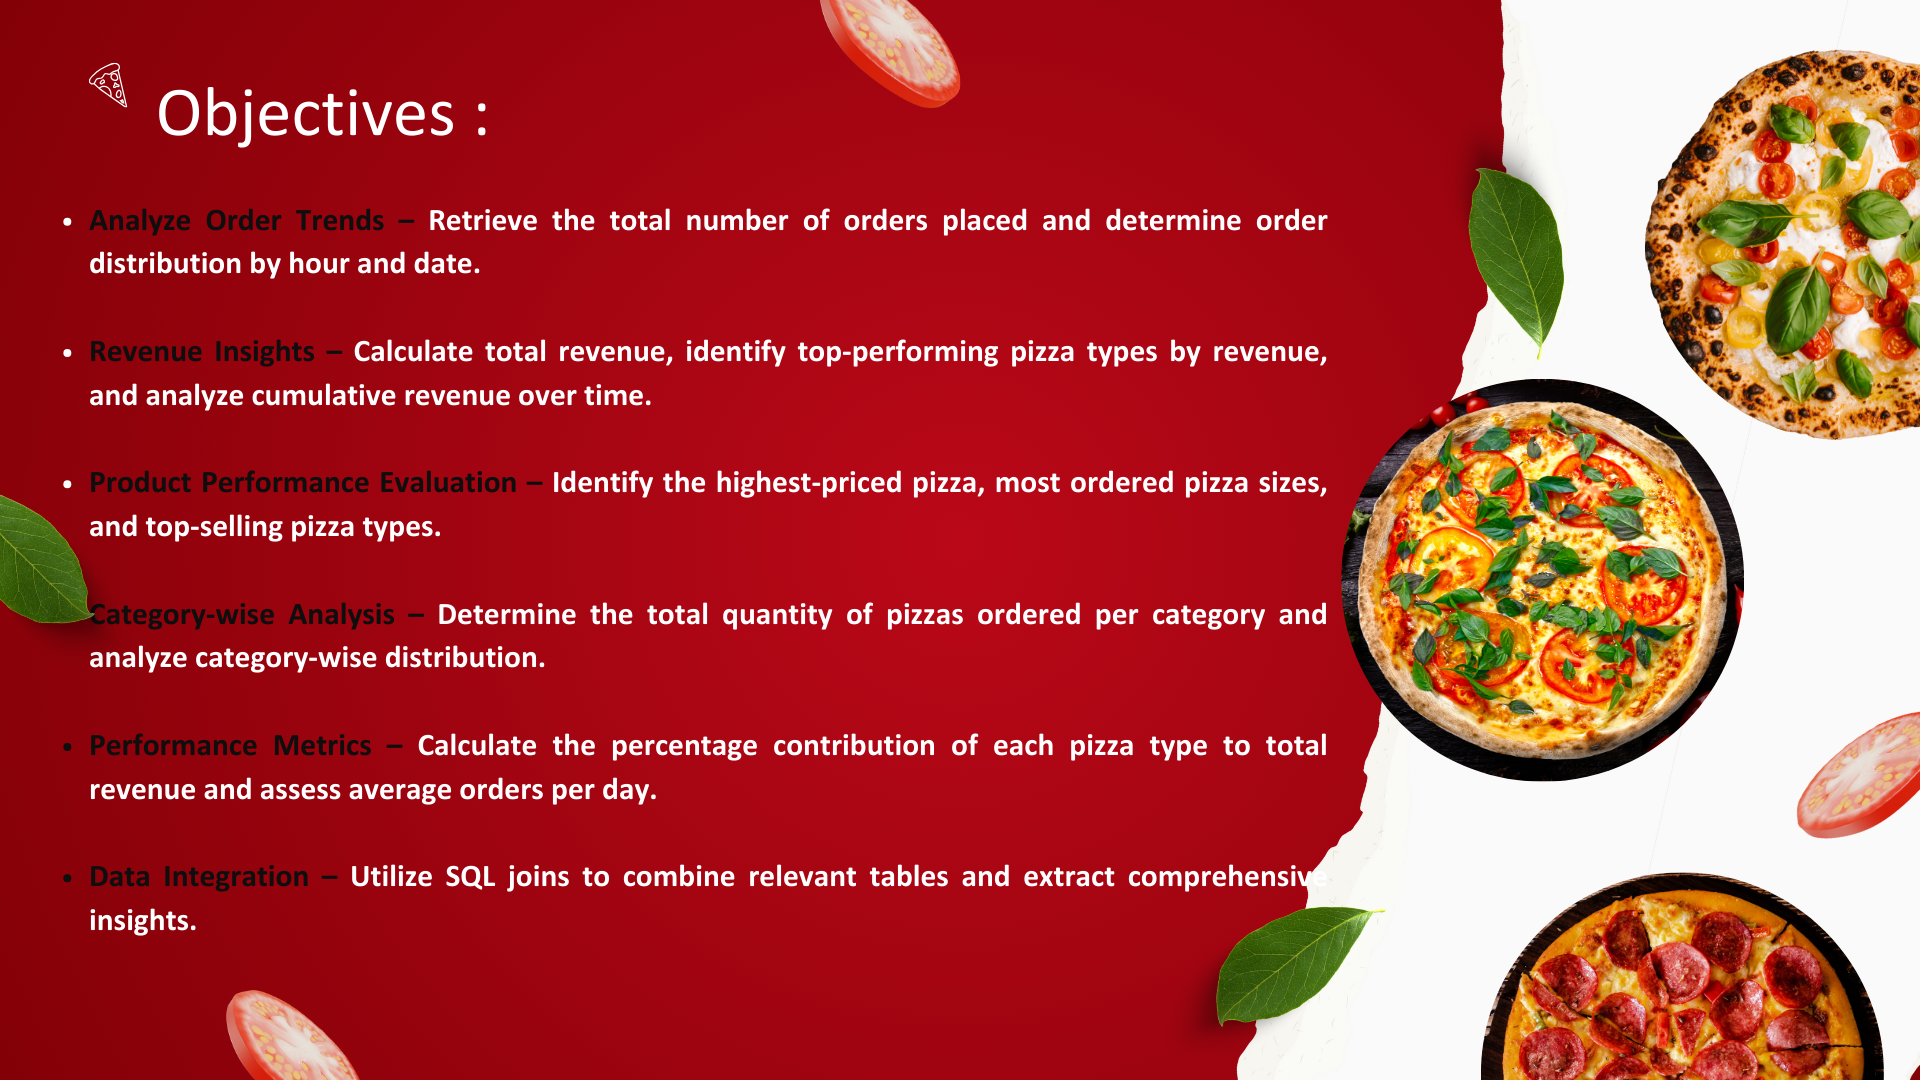 Objectives :
• Analyze Order Trends – Retrieve the total number of orders placed and determine order
distribution by hour and date.
• Revenue Insights – Calculate total revenue, identify top-performing pizza types by revenue,
and analyze cumulative revenue over time.
• Product Performance Evaluation – Identify the highest-priced pizza, most ordered pizza sizes,
and top-selling pizza types.
Category-wise Analysis – Determine the total quantity of pizzas ordered per category and
analyze category-wise distribution.
• Performance Metrics – Calculate the percentage contribution of each pizza type to total
revenue and assess average orders per day.
• Data Integration – Utilize SQL joins to combine relevant tables and extract comprehensive
insights.